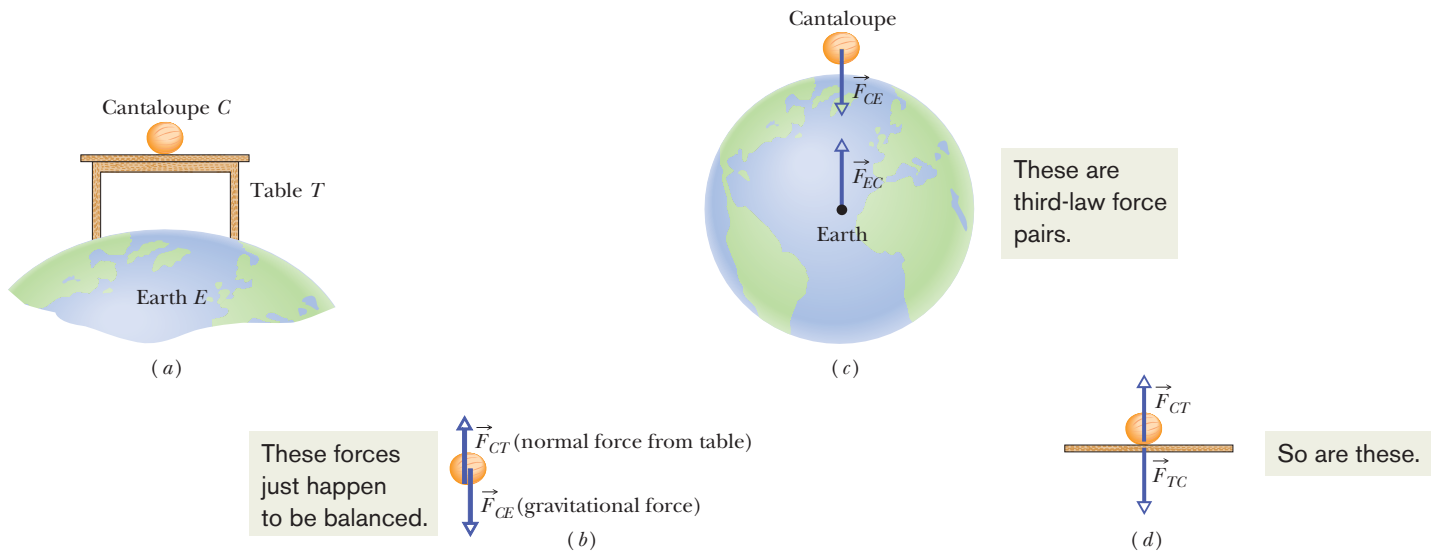 Cantaloupe C
Table T
Earth E
(a)
These forces
just happen
to be balanced.
F⃗CT (normal force from table)
F⃗CE (gravitational force)
(b)
Cantaloupe
F⃗CE
F⃗EC
Earth
These are
third-law force
pairs.
(c)
F⃗CT
F⃗TC
So are these.
(d)